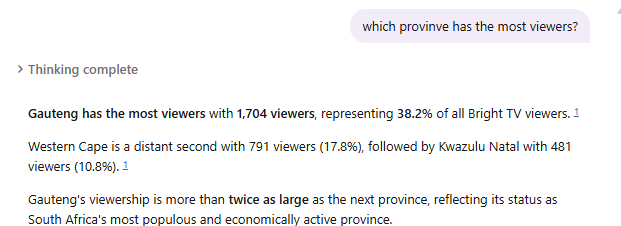 which provinve has the most viewers?
Thinking complete
Gauteng has the most viewers with 1,704 viewers, representing 38.2% of all Bright TV viewers. 1
Western Cape is a distant second with 791 viewers (17.8%), followed by Kwazulu Natal with 481
viewers (10.8%). 1
Gauteng's viewership is more than twice as large as the next province, reflecting its status as
South Africa's most populous and economically active province.